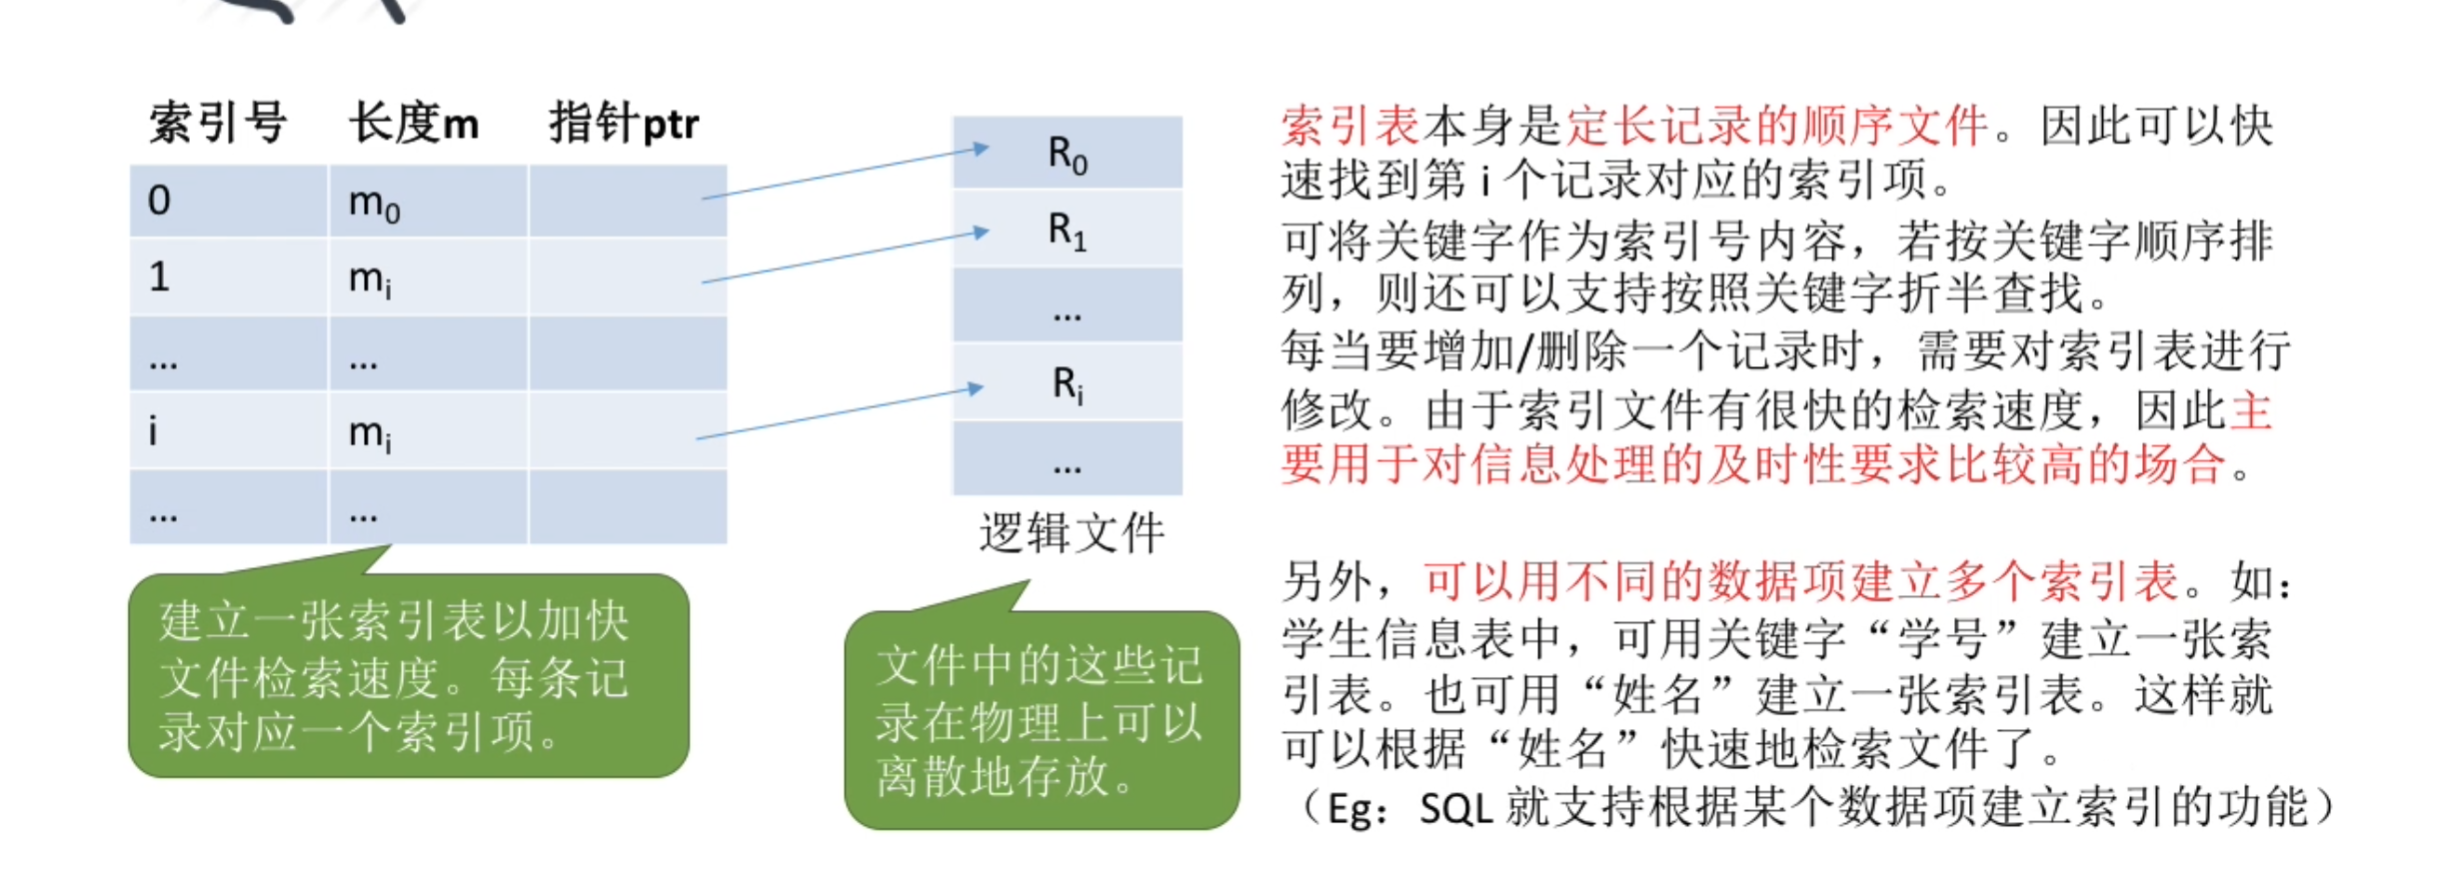 索引号 长度m 指针ptr
0 m₀
1 mᵢ
... ...
i mᵢ
... ...
R₀
R₁
...
Rᵢ
...
逻辑文件
建立一张索引表以加快
文件检索速度。每条记
录对应一个索引项。
文件中的这些记
录在物理上可以
离散地存放。
索引表本身是定长记录的顺序文件。因此可以快
速找到第 i 个记录对应的索引项。
可将关键字作为索引号内容，若按关键字顺序排
列，则还可以支持按照关键字折半查找。
每当要增加/删除一个记录时，需要对索引表进行
修改。由于索引文件有很快的检索速度，因此主
要用于对信息处理的及时性要求比较高的场合。
另外，可以用不同的数据项建立多个索引表。如：
学生信息表中，可用关键字“学号”建立一张索
引表。也可用“姓名”建立一张索引表。这样就
可以根据“姓名”快速地检索文件了。
（Eg：SQL 就支持根据某个数据项建立索引的功能）